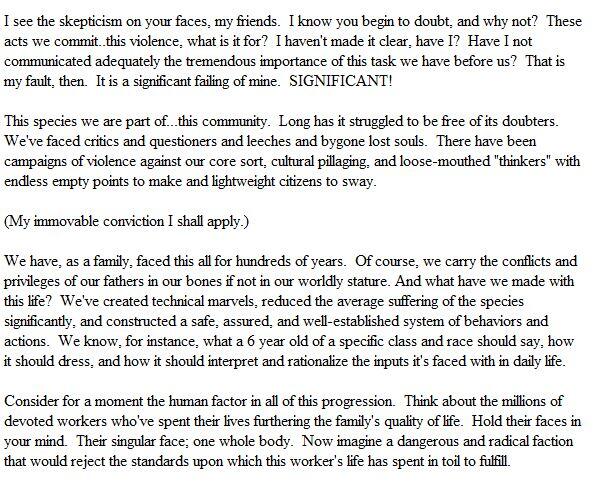 I see the skepticism on your faces, my friends.  I know you begin to doubt, and why not?  These
acts we commit..this violence, what is it for?  I haven't made it clear, have I?  Have I not
communicated adequately the tremendous importance of this task we have before us?  That is
my fault, then.  It is a significant failing of mine.  SIGNIFICANT!
This species we are part of...this community.  Long has it struggled to be free of its doubters.
We've faced critics and questioners and leeches and bygone lost souls.  There have been
campaigns of violence against our core sort, cultural pillaging, and loose-mouthed "thinkers" with
endless empty points to make and lightweight citizens to sway.
(My immovable conviction I shall apply.)
We have, as a family, faced this all for hundreds of years.  Of course, we carry the conflicts and
privileges of our fathers in our bones if not in our worldly stature. And what have we made with
this life?  We've created technical marvels, reduced the average suffering of the species
significantly, and constructed a safe, assured, and well-established system of behaviors and
actions.  We know, for instance, what a 6 year old of a specific class and race should say, how
it should dress, and how it should interpret and rationalize the inputs it's faced with in daily life.
Consider for a moment the human factor in all of this progression.  Think about the millions of
devoted workers who've spent their lives furthering the family's quality of life.  Hold their faces in
your mind.  Their singular face; one whole body.  Now imagine a dangerous and radical faction
that would reject the standards upon which this worker's life has spent in toil to fulfill.